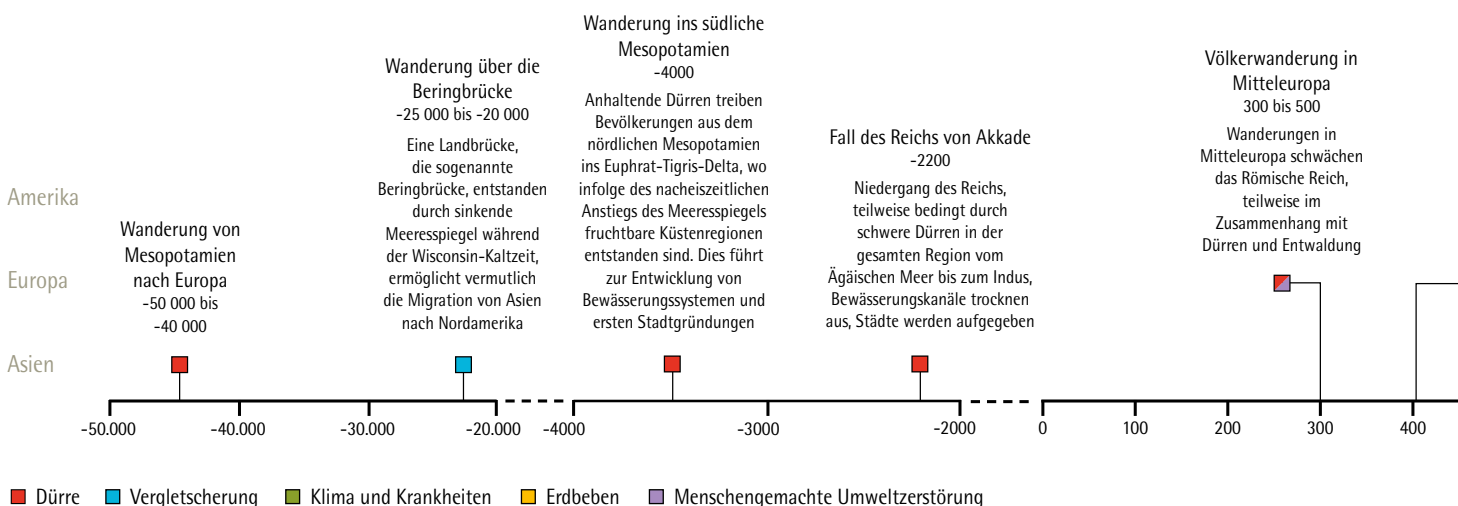 Wanderung ins südliche
Mesopotamien
-4000
Anhaltende Dürren treiben
Bevölkerungen aus dem
nördlichen Mesopotamien
ins Euphrat-Tigris-Delta, wo
infolge des nacheiszeitlichen
Anstiegs des Meeresspiegels
fruchtbare Küstenregionen
entstanden sind. Dies führt
zur Entwicklung von
Bewässerungssystemen und
ersten Stadtgründungen
Wanderung über die
Beringbrücke
-25 000 bis -20 000
Eine Landbrücke,
die sogenannte
Beringbrücke, entstanden
durch sinkende
Meeresspiegel während
der Wisconsin-Kaltzeit,
ermöglicht vermutlich
die Migration von Asien
nach Nordamerika
Völkerwanderung in
Mitteleuropa
300 bis 500
Wanderungen in
Mitteleuropa schwächen
das Römische Reich,
teilweise im
Zusammenhang mit
Dürren und Entwaldung
Fall des Reichs von Akkade
-2200
Niedergang des Reichs,
teilweise bedingt durch
schwere Dürren in der
gesamten Region vom
Ägäischen Meer bis zum Indus,
Bewässerungskanäle trocknen
aus, Städte werden aufgegeben
Wanderung von
Mesopotamien
nach Europa
-50 000 bis
-40 000
Amerika
Europa
Asien
-50.000 -40.000 -30.000 -20.000 -4000 -3000 -2000 0 100 200 300 400
Dürre Vergletscherung Klima und Krankheiten Erdbeben Menschengemachte Umweltzerstörung